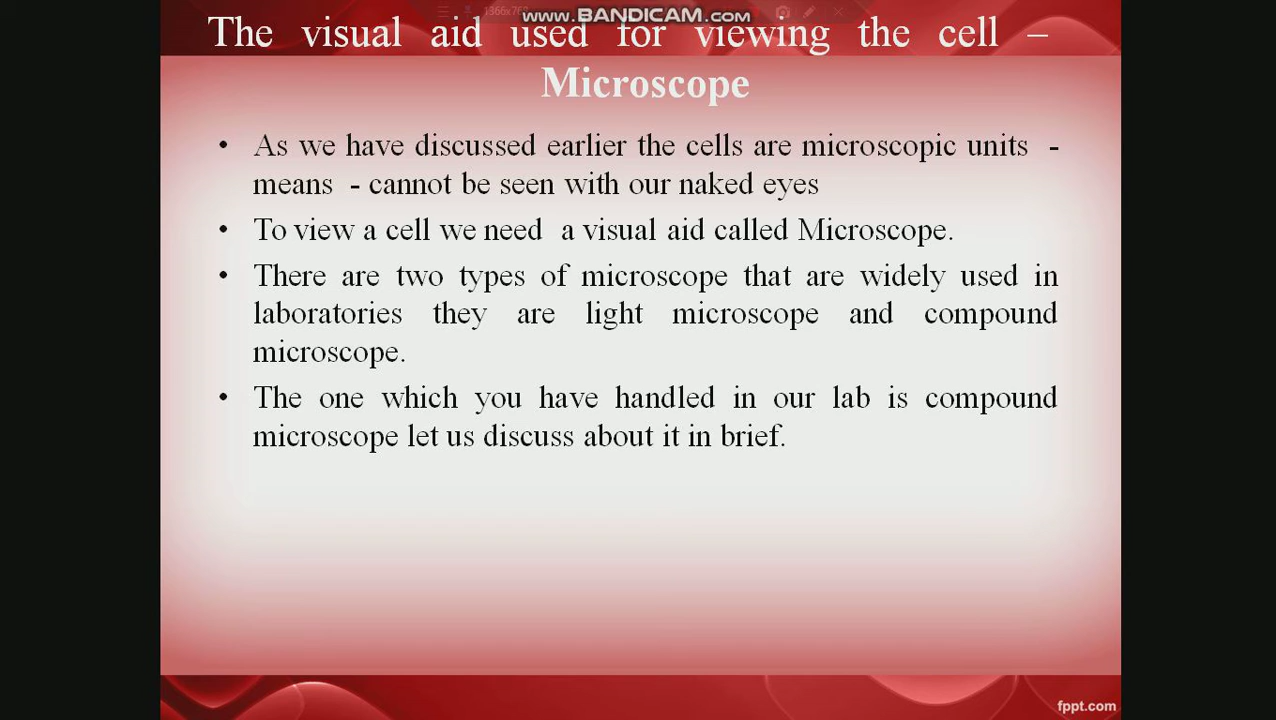 www.BANDICAM.com
The visual aid used for viewing the cell –
Microscope
• As we have discussed earlier the cells are microscopic units -
means - cannot be seen with our naked eyes
• To view a cell we need a visual aid called Microscope.
• There are two types of microscope that are widely used in
laboratories they are light microscope and compound
microscope.
• The one which you have handled in our lab is compound
microscope let us discuss about it in brief.
fppt.com